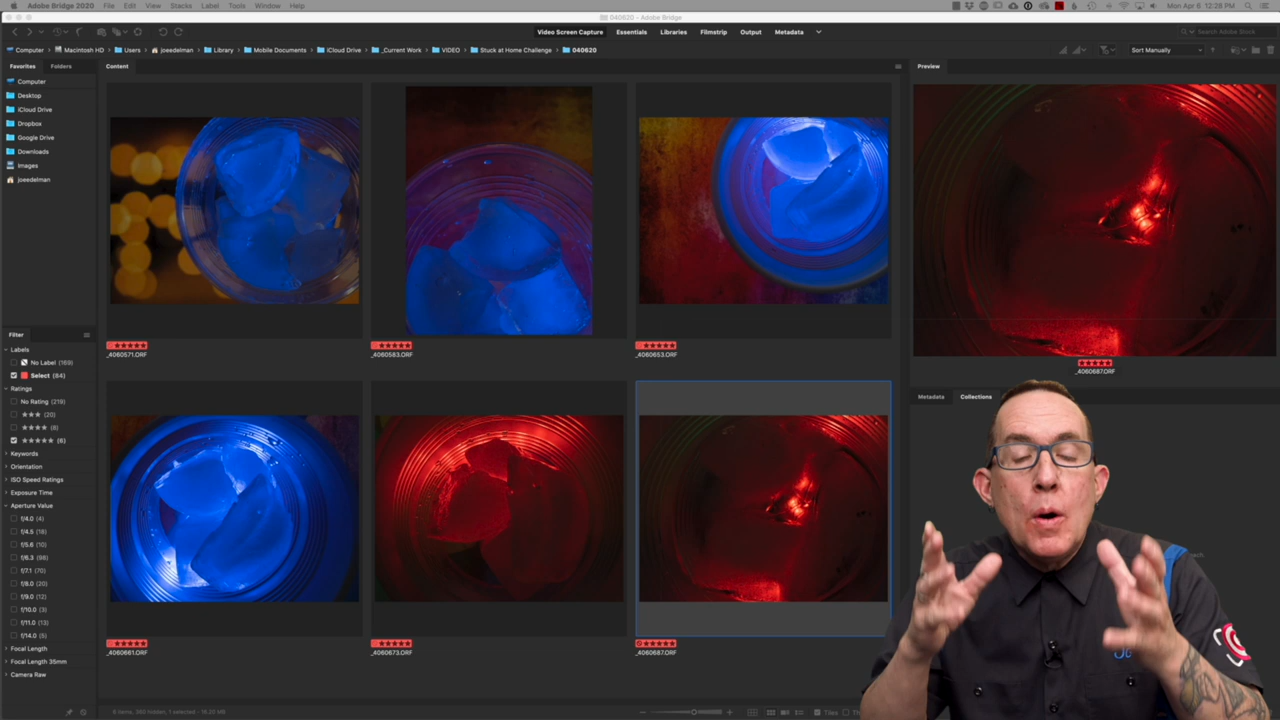 Adobe Bridge 2020 File Edit View Stacks Label Tools Window Help
Mon Apr 6 12:28 PM
040620 — Adobe Bridge
Video Screen Capture Essentials Libraries Filmstrip Output Metadata
Search Adobe Stock
Computer Macintosh HD Users joeedelman Library Mobile Documents iCloud Drive _Current Work VIDEO Stuck at Home Challenge 040620
Sort Manually
Favorites Folders
Content
Preview
Computer
Desktop
iCloud Drive
Dropbox
Google Drive
Downloads
Images
joeedelman
_4060571.ORF
_4060583.ORF
_4060653.ORF
_4060687.ORF
Filter
Labels
No Label (169)
Select (84)
Ratings
No Rating (219)
★★★ (20)
★★★★ (8)
★★★★★ (6)
Keywords
Orientation
ISO Speed Ratings
Exposure Time
Aperture Value
f/4.0 (4)
f/4.5 (18)
f/5.6 (10)
f/6.3 (98)
f/7.1 (70)
f/8.0 (20)
f/9.0 (12)
f/10.0 (3)
f/11.0 (13)
f/14.0 (5)
Focal Length
Focal Length 35mm
Camera Raw
Metadata Collections
_4060661.ORF
_4060673.ORF
_4060687.ORF
Tiles